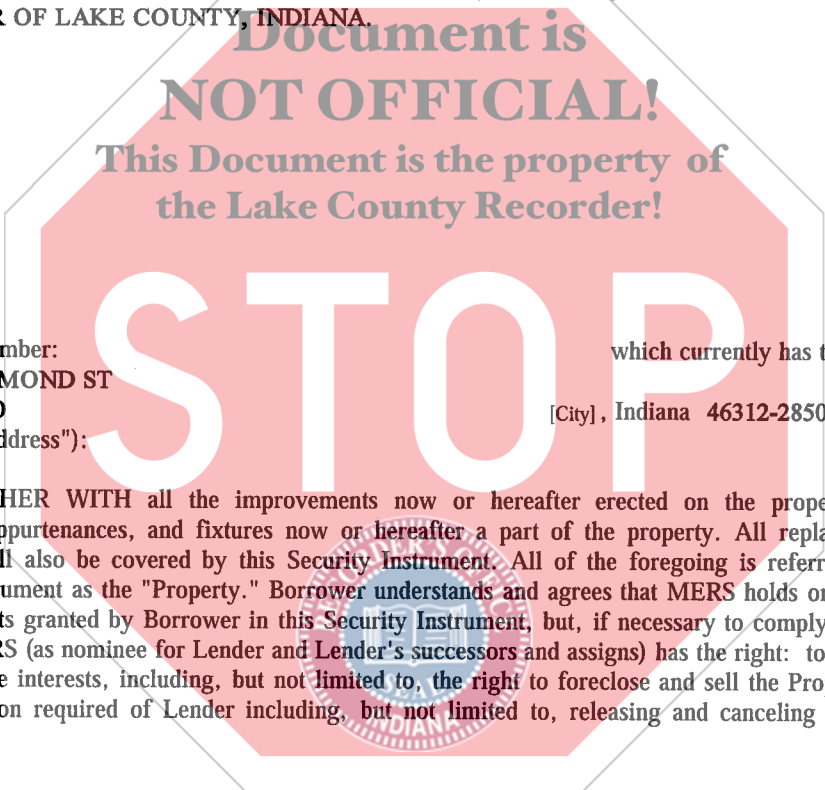 R OF LAKE COUNTY, INDIANA.
Document is
NOT OFFICIAL!
This Document is the property of
the Lake County Recorder!
STOP
mber: which currently has t
MOND ST
[City] , Indiana 46312-2850
ddress"):
HER WITH all the improvements now or hereafter erected on the prope
ppurtenances, and fixtures now or hereafter a part of the property. All repla
ll also be covered by this Security Instrument. All of the foregoing is referr
ument as the "Property." Borrower understands and agrees that MERS holds on
ts granted by Borrower in this Security Instrument, but, if necessary to comply
RS (as nominee for Lender and Lender's successors and assigns) has the right: to
e interests, including, but not limited to, the right to foreclose and sell the Pro
on required of Lender including, but not limited to, releasing and canceling
SEAL
INDIANA